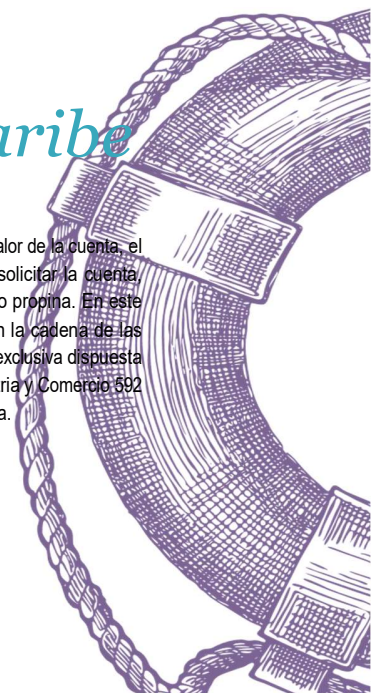 aribe
alor de la cuenta, el
solicitar la cuenta,
o propina. En este
n la cadena de las
exclusiva dispuesta
tria y Comercio 592
a.